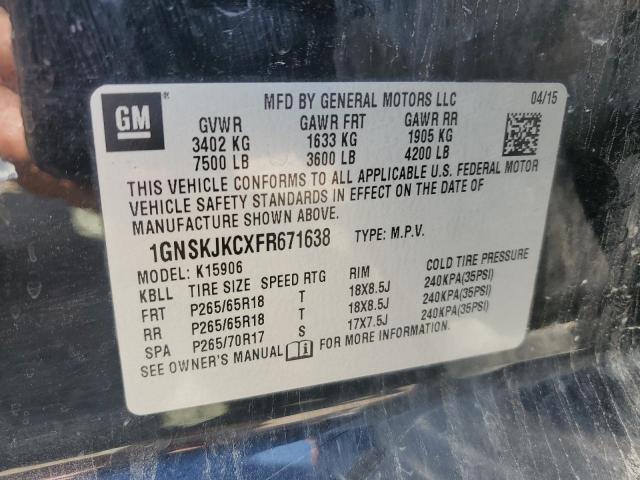 GM ®
MFD BY GENERAL MOTORS LLC 04/15
GVWR GAWR FRT GAWR RR
3402 KG 1633 KG 1905 KG
7500 LB 3600 LB 4200 LB
THIS VEHICLE CONFORMS TO ALL APPLICABLE U.S. FEDERAL MOTOR
VEHICLE SAFETY STANDARDS IN EFFECT ON THE DATE OF
MANUFACTURE SHOWN ABOVE.
1GNSKJKCXFR671638 TYPE: M.P.V.
MODEL: K15906
KBLL TIRE SIZE SPEED RTG RIM COLD TIRE PRESSURE
FRT P265/65R18 T 18X8.5J 240KPA(35PSI)
RR P265/65R18 T 18X8.5J 240KPA(35PSI)
SPA P265/70R17 S 17X7.5J 240KPA(35PSI)
SEE OWNER'S MANUAL FOR MORE INFORMATION.